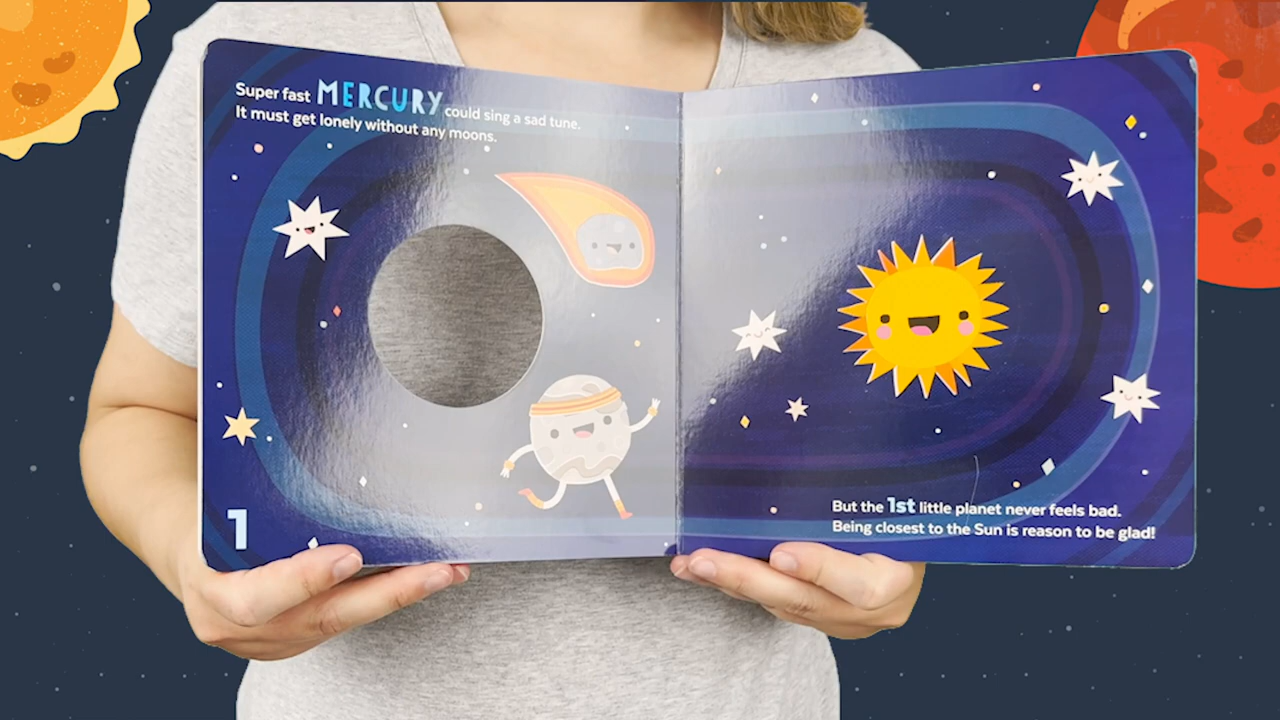 Super fast MERCURY could sing a sad tune.
It must get lonely without any moons.
1
But the 1st little planet never feels bad.
Being closest to the Sun is reason to be glad!